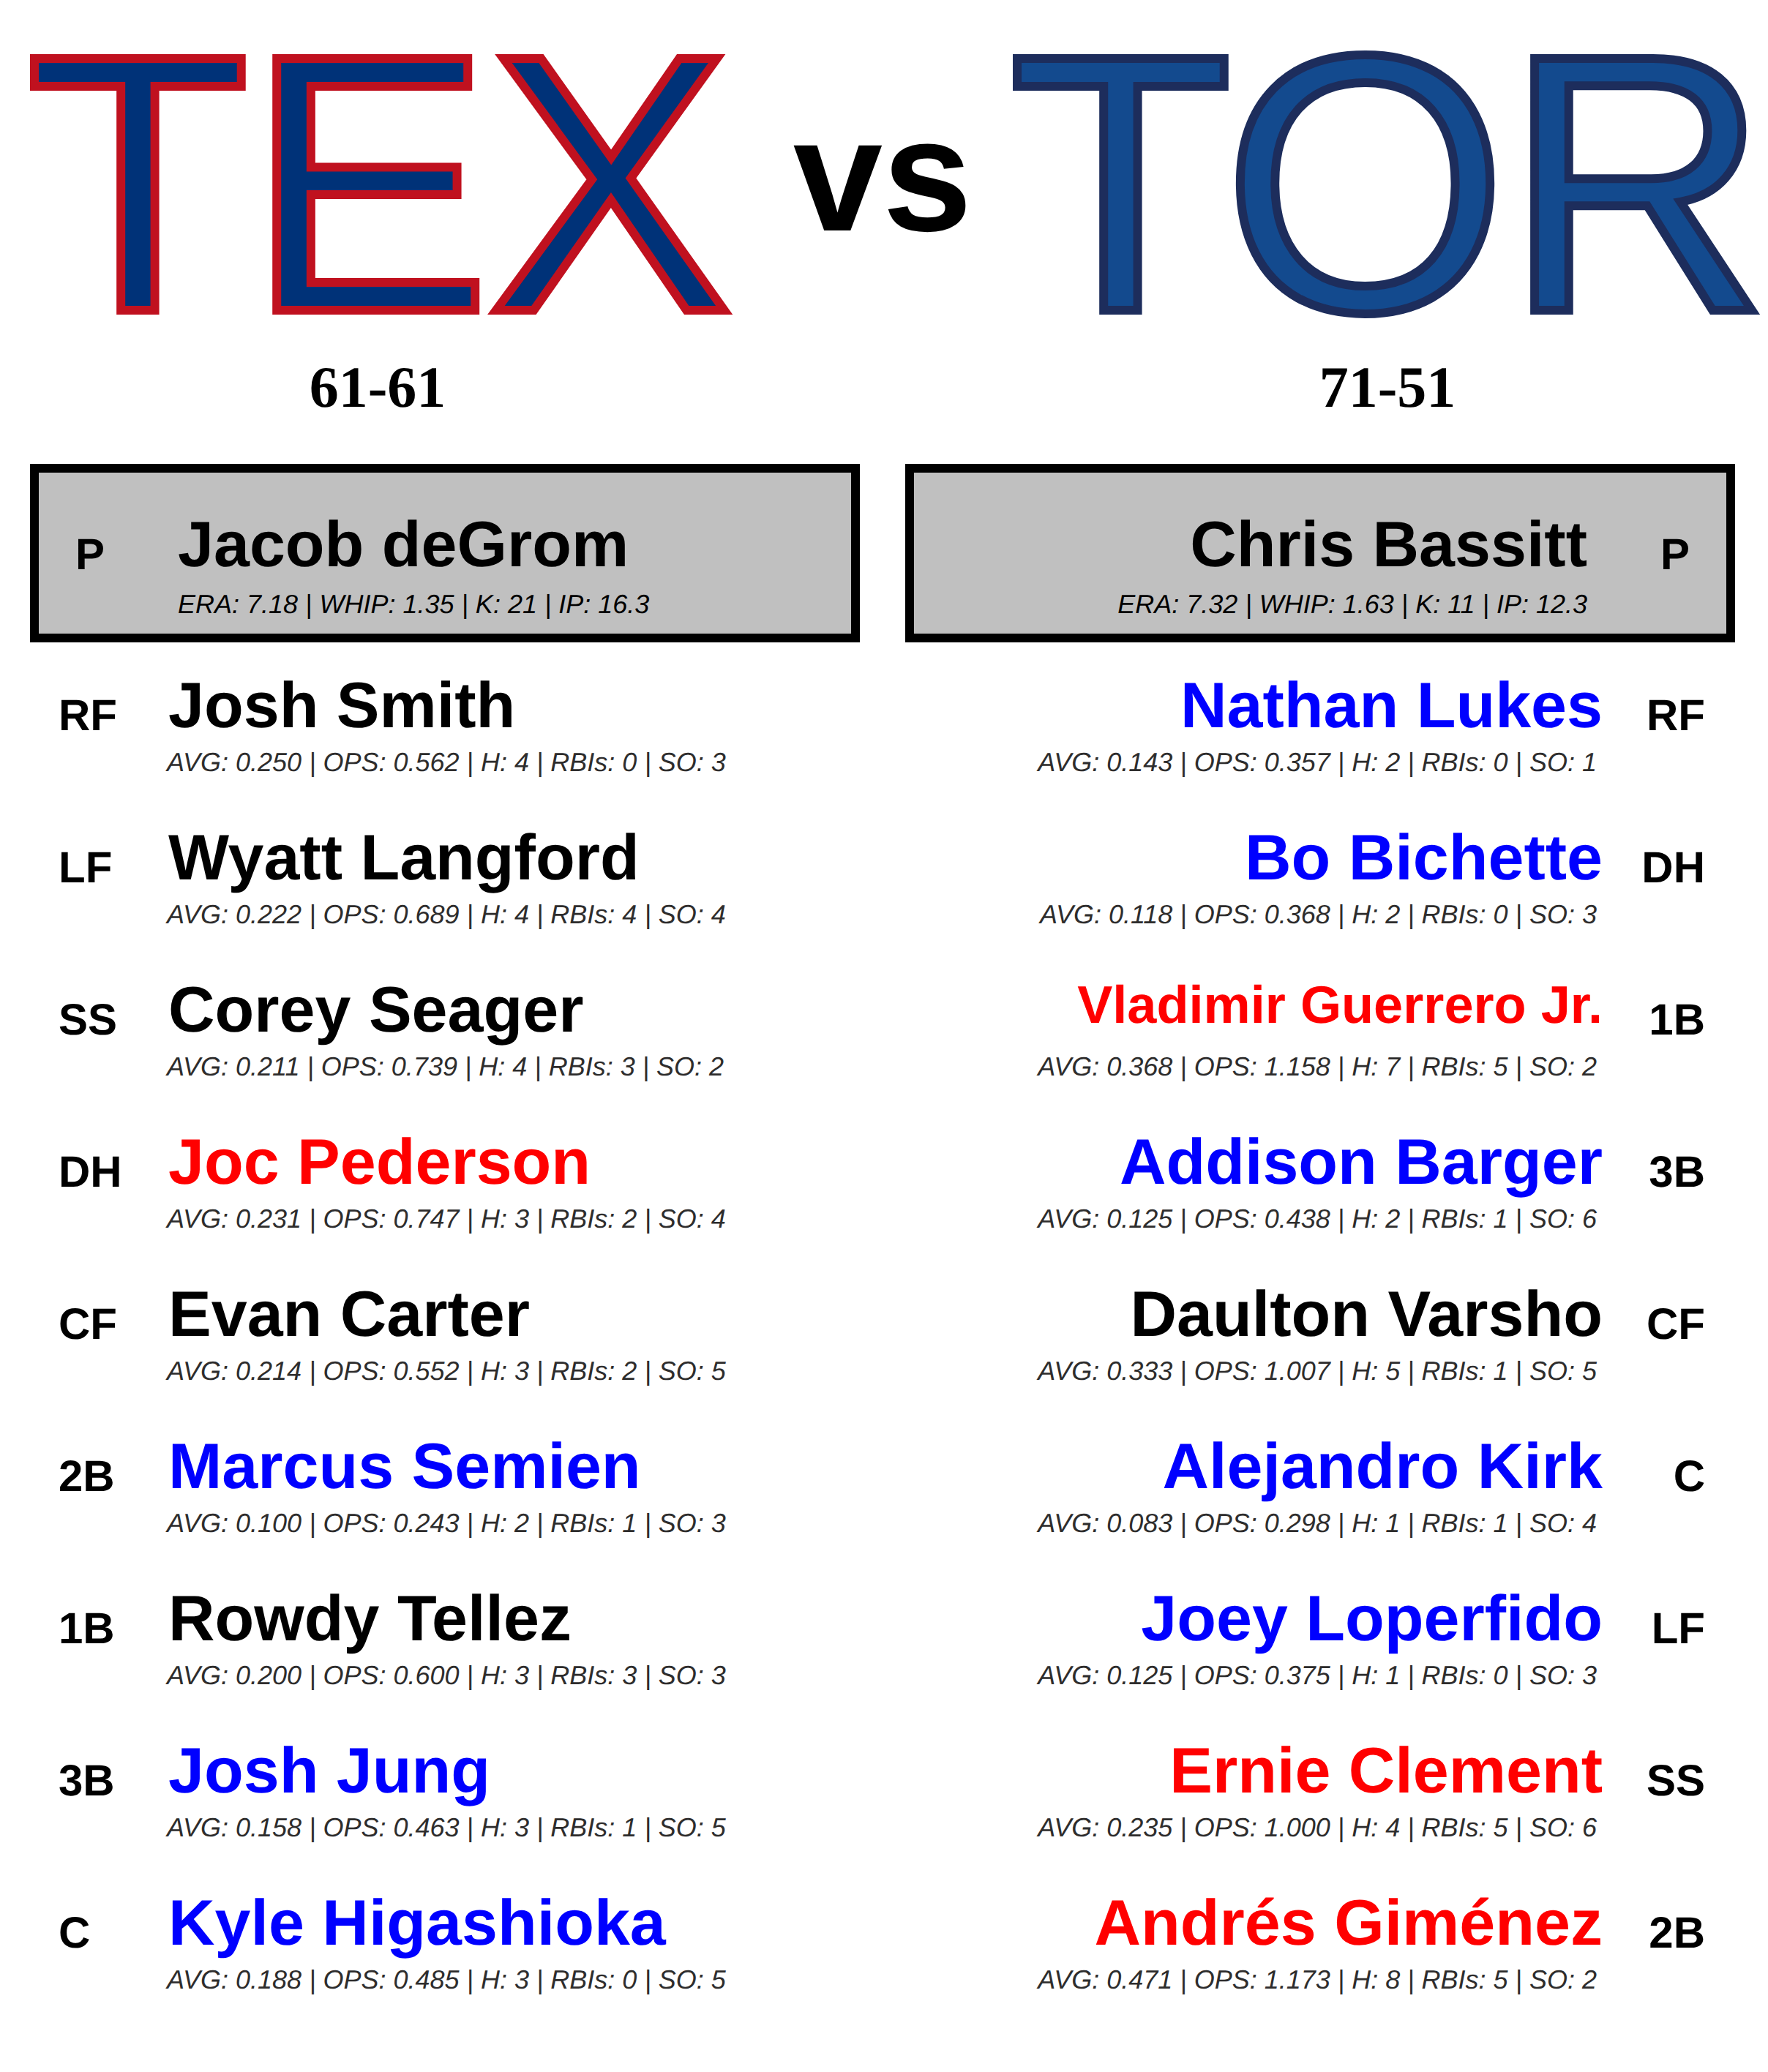 TEX vs TOR
61-61 71-51
P Jacob deGrom
ERA: 7.18 | WHIP: 1.35 | K: 21 | IP: 16.3
Chris Bassitt P
ERA: 7.32 | WHIP: 1.63 | K: 11 | IP: 12.3
RF Josh Smith
AVG: 0.250 | OPS: 0.562 | H: 4 | RBIs: 0 | SO: 3
LF Wyatt Langford
AVG: 0.222 | OPS: 0.689 | H: 4 | RBIs: 4 | SO: 4
SS Corey Seager
AVG: 0.211 | OPS: 0.739 | H: 4 | RBIs: 3 | SO: 2
DH Joc Pederson
AVG: 0.231 | OPS: 0.747 | H: 3 | RBIs: 2 | SO: 4
CF Evan Carter
AVG: 0.214 | OPS: 0.552 | H: 3 | RBIs: 2 | SO: 5
2B Marcus Semien
AVG: 0.100 | OPS: 0.243 | H: 2 | RBIs: 1 | SO: 3
1B Rowdy Tellez
AVG: 0.200 | OPS: 0.600 | H: 3 | RBIs: 3 | SO: 3
3B Josh Jung
AVG: 0.158 | OPS: 0.463 | H: 3 | RBIs: 1 | SO: 5
C Kyle Higashioka
AVG: 0.188 | OPS: 0.485 | H: 3 | RBIs: 0 | SO: 5
Nathan Lukes RF
AVG: 0.143 | OPS: 0.357 | H: 2 | RBIs: 0 | SO: 1
Bo Bichette DH
AVG: 0.118 | OPS: 0.368 | H: 2 | RBIs: 0 | SO: 3
Vladimir Guerrero Jr. 1B
AVG: 0.368 | OPS: 1.158 | H: 7 | RBIs: 5 | SO: 2
Addison Barger 3B
AVG: 0.125 | OPS: 0.438 | H: 2 | RBIs: 1 | SO: 6
Daulton Varsho CF
AVG: 0.333 | OPS: 1.007 | H: 5 | RBIs: 1 | SO: 5
Alejandro Kirk C
AVG: 0.083 | OPS: 0.298 | H: 1 | RBIs: 1 | SO: 4
Joey Loperfido LF
AVG: 0.125 | OPS: 0.375 | H: 1 | RBIs: 0 | SO: 3
Ernie Clement SS
AVG: 0.235 | OPS: 1.000 | H: 4 | RBIs: 5 | SO: 6
Andrés Giménez 2B
AVG: 0.471 | OPS: 1.173 | H: 8 | RBIs: 5 | SO: 2